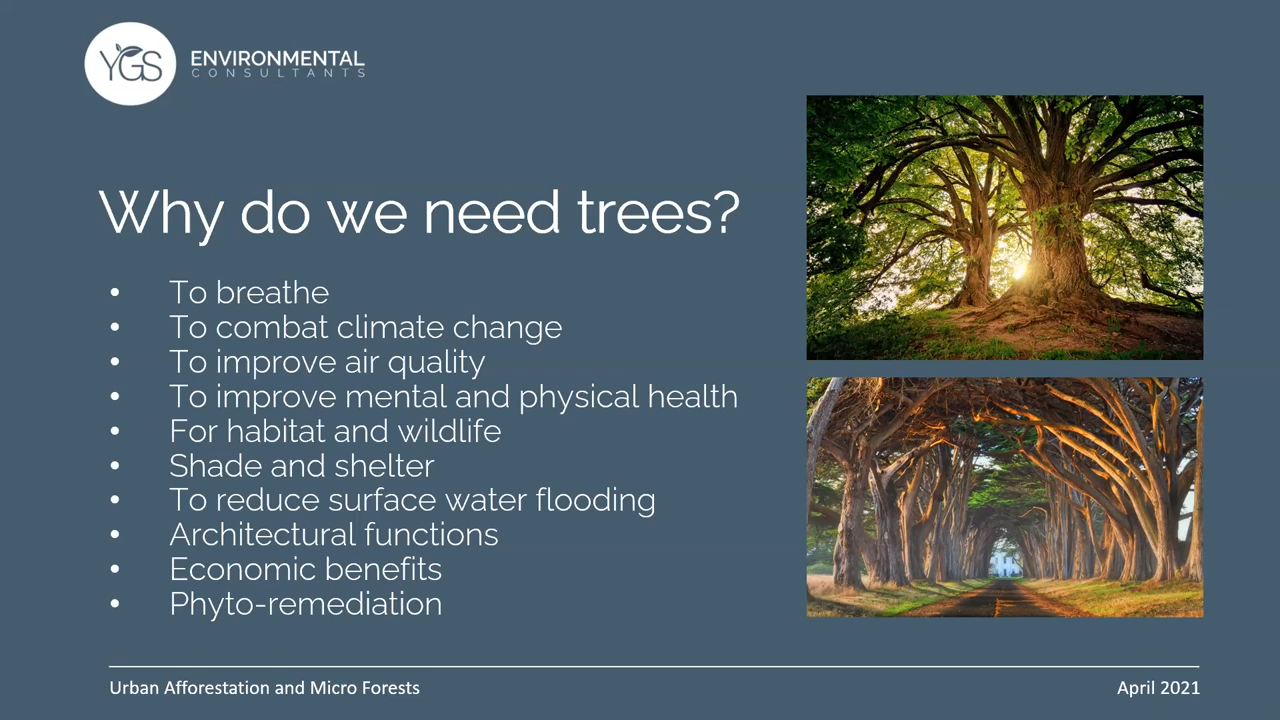 YGS
ENVIRONMENTAL
CONSULTANTS
Why do we need trees?
• To breathe
• To combat climate change
• To improve air quality
• To improve mental and physical health
• For habitat and wildlife
• Shade and shelter
• To reduce surface water flooding
• Architectural functions
• Economic benefits
• Phyto-remediation
Urban Afforestation and Micro Forests
April 2021